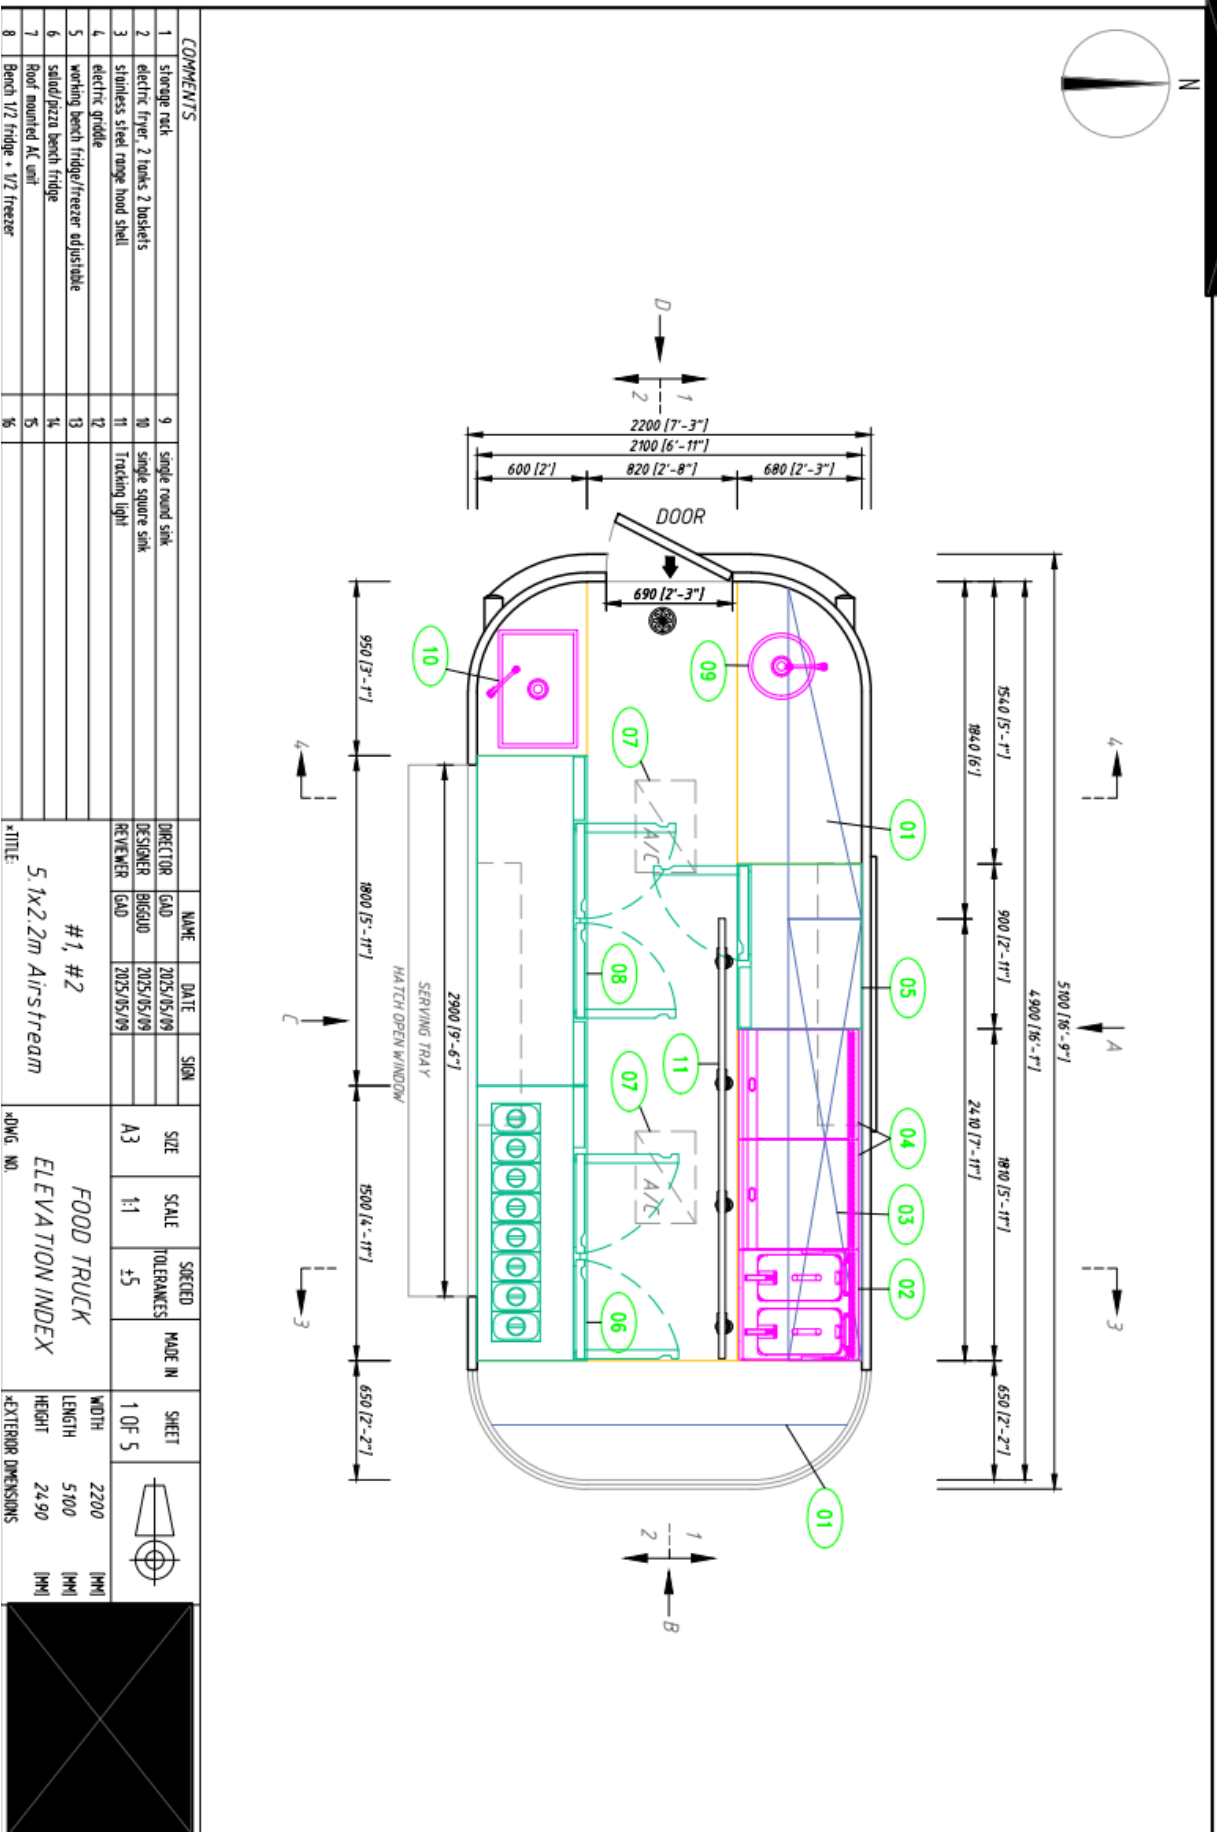 N
D
1
2
2200 [7'-3"]
2100 [6'-11"]
600 [2']
820 [2'-8"]
680 [2'-3"]
DOOR
690 [2'-3"]
950 [3'-1"]
1800 [5'-11"]
1500 [4'-11"]
650 [2'-2"]
2900 [9'-6"]
SERVING TRAY
HATCH OPEN WINDOW
1540 [5'-1"]
900 [2'-11"]
1810 [5'-11"]
650 [2'-2"]
1840 [6']
2410 [7'-11"]
4900 [16'-1"]
5100 [16'-9"]
4
4
3
3
A
C
1
2
B
10
09
07
A/C
01
08
05
11
07
A/C
04
03
06
02
01
COMMENTS
1 storage rack
2 electric fryer, 2 tanks 2 baskets
3 stainless steel range hood shell
4 electric griddle
5 working bench fridge/freezer adjustable
6 salad/pizza bench fridge
7 Roof mounted AC unit
8 Bench 1/2 fridge + 1/2 freezer
9 single round sink
10 single square sink
11 Tracking light
12
13
14
15
16
NAME DATE SIGN
DIRECTOR GAO 2025/05/09
DESIGNER BIGGUO 2025/05/09
REVIEWER GAO 2025/05/09
*TITLE:
#1, #2
5.1x2.2m Airstream
SIZE SCALE SOECIED TOLERANCES MADE IN SHEET
A3 1:1 ±5 1 OF 5
FOOD TRUCK
ELEVATION INDEX
*DWG. NO.
WIDTH 2200 [MM]
LENGTH 5100 [MM]
HEIGHT 2490 [MM]
*EXTERIOR DIMENSIONS